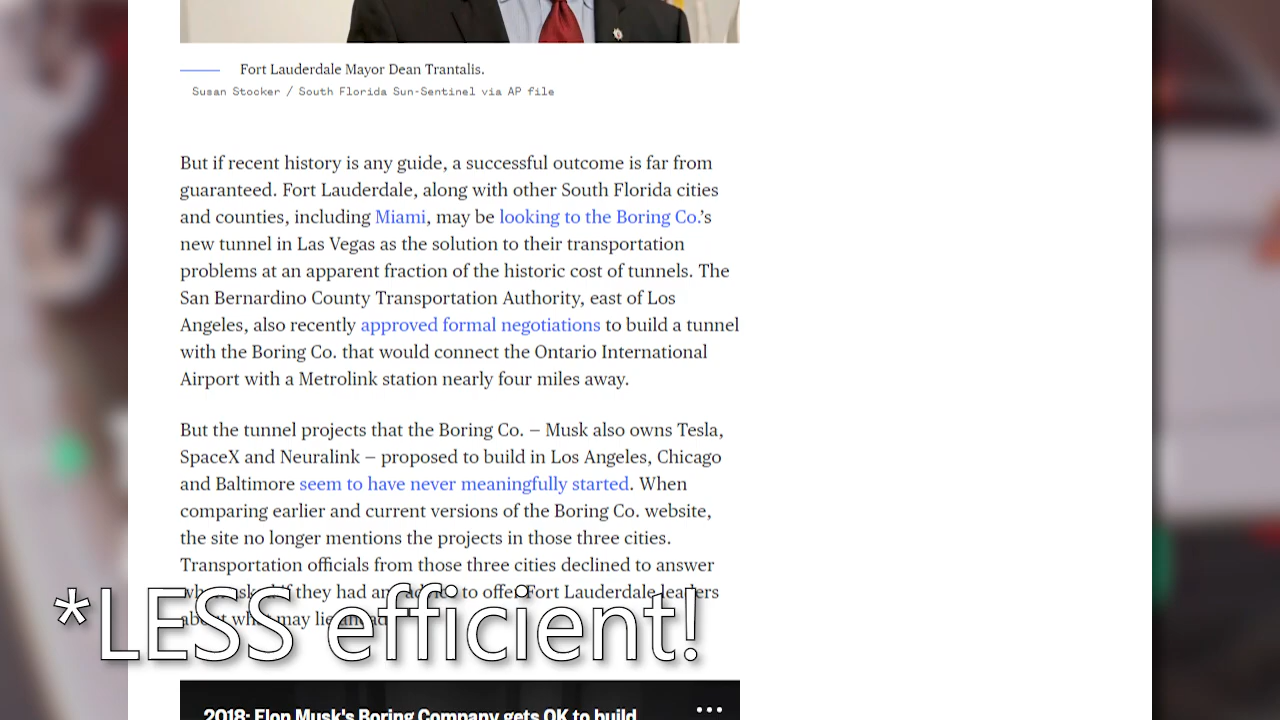 Fort Lauderdale Mayor Dean Trantalis.
Susan Stocker / South Florida Sun-Sentinel via AP file
But if recent history is any guide, a successful outcome is far from
guaranteed. Fort Lauderdale, along with other South Florida cities
and counties, including Miami, may be looking to the Boring Co.'s
new tunnel in Las Vegas as the solution to their transportation
problems at an apparent fraction of the historic cost of tunnels. The
San Bernardino County Transportation Authority, east of Los
Angeles, also recently approved formal negotiations to build a tunnel
with the Boring Co. that would connect the Ontario International
Airport with a Metrolink station nearly four miles away.
But the tunnel projects that the Boring Co. — Musk also owns Tesla,
SpaceX and Neuralink — proposed to build in Los Angeles, Chicago
and Baltimore seem to have never meaningfully started. When
comparing earlier and current versions of the Boring Co. website,
the site no longer mentions the projects in those three cities.
Transportation officials from those three cities declined to answer
if they had to offer Fort Lauderdale leaders
about what may lie ahead
*LESS efficient!
2018: Elon Musk's Boring Company gets OK to build